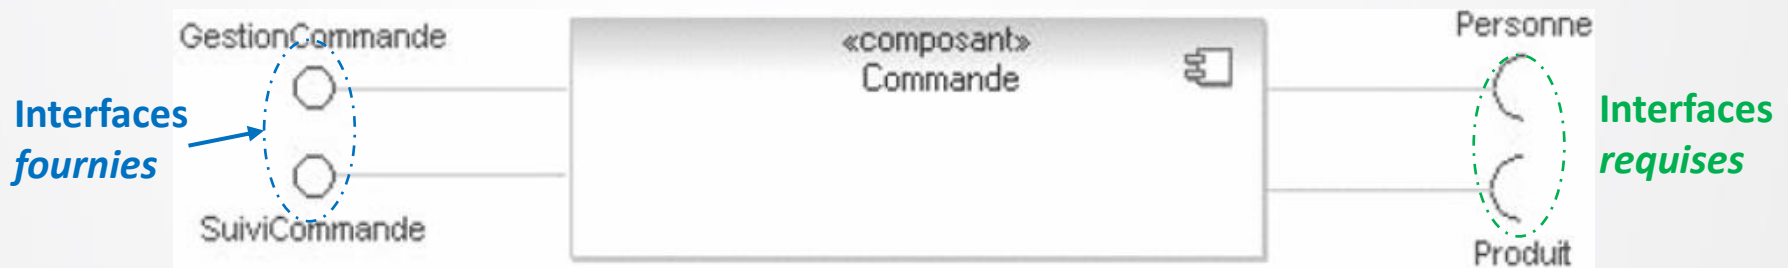 GestionCommande
Interfaces
fournies
SuiviCommande
«composant»
Commande
Personne
Interfaces
requises
Produit